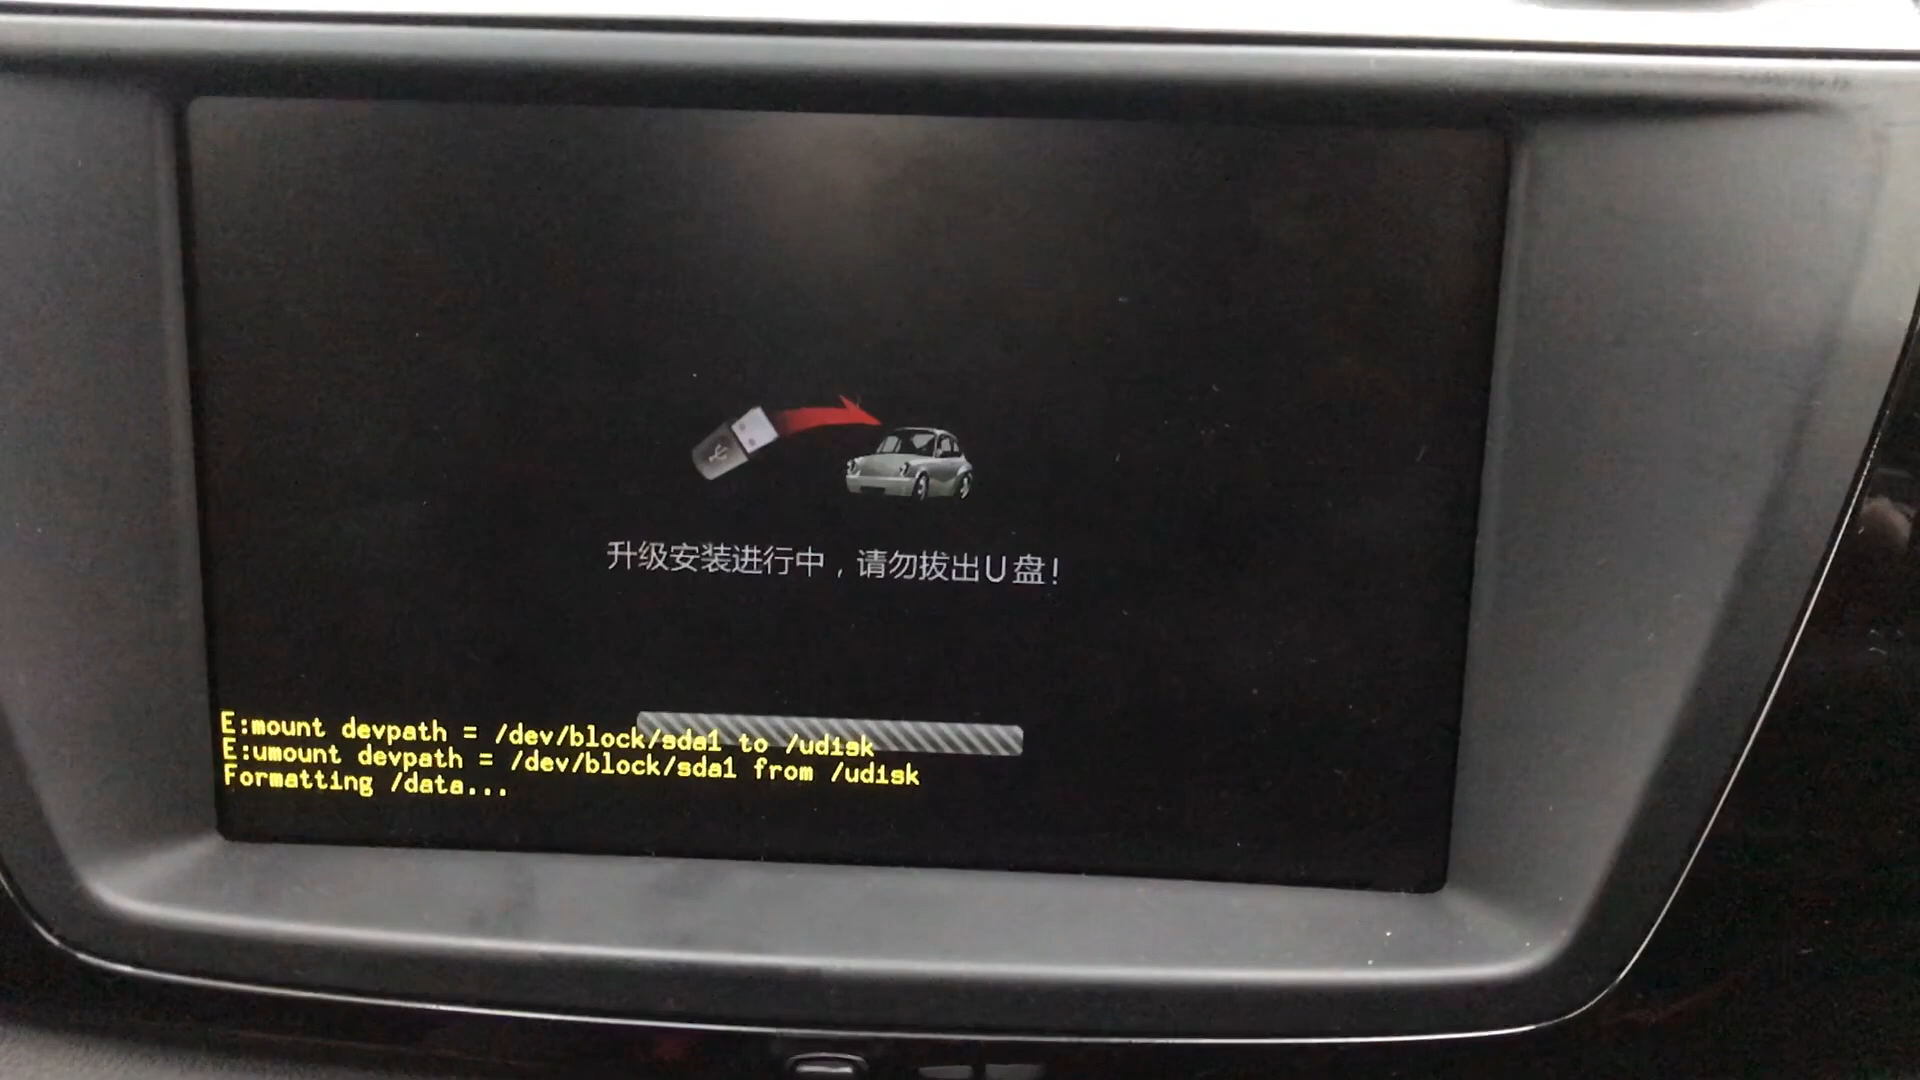 升级安装进行中，请勿拔出U盘！
E:mount devpath = /dev/block/sda1 to /udisk
E:umount devpath = /dev/block/sda1 from /udisk
Formatting /data...